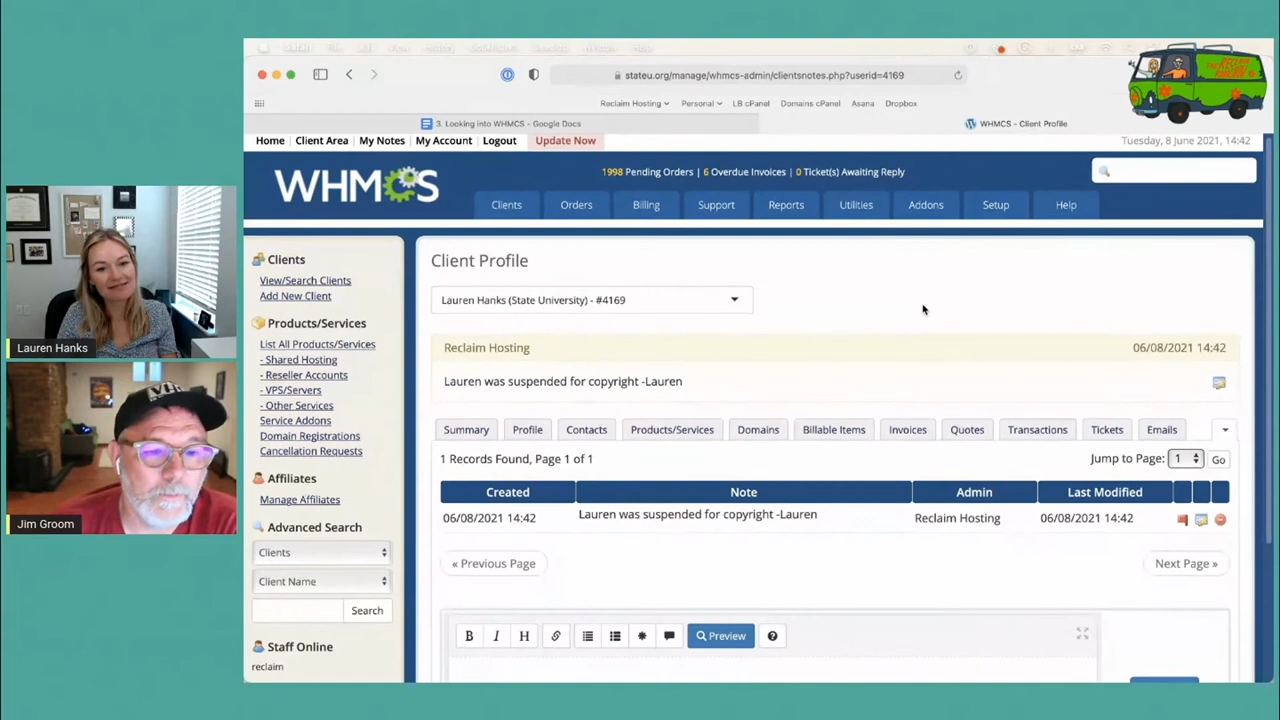 stateu.org/manage/whmcs-admin/clientsnotes.php?userid=4169
Reclaim Hosting Personal LB cPanel Domains cPanel Asana Dropbox
3. Looking into WHMCS - Google Docs
WHMCS - Client Profile
Home Client Area My Notes My Account Logout Update Now
Tuesday, 8 June 2021, 14:42
WHMCS
1998 Pending Orders | 6 Overdue Invoices | 0 Ticket(s) Awaiting Reply
Clients Orders Billing Support Reports Utilities Addons Setup Help
Clients
View/Search Clients
Add New Client
Products/Services
List All Products/Services
- Shared Hosting
- Reseller Accounts
- VPS/Servers
- Other Services
Service Addons
Domain Registrations
Cancellation Requests
Affiliates
Manage Affiliates
Advanced Search
Clients
Client Name
Search
Staff Online
reclaim
Client Profile
Lauren Hanks (State University) - #4169
Reclaim Hosting 06/08/2021 14:42
Lauren was suspended for copyright -Lauren
Summary Profile Contacts Products/Services Domains Billable Items Invoices Quotes Transactions Tickets Emails
1 Records Found, Page 1 of 1
Jump to Page: 1 Go
Created Note Admin Last Modified
06/08/2021 14:42 Lauren was suspended for copyright -Lauren Reclaim Hosting 06/08/2021 14:42
« Previous Page
Next Page »
B I H Preview
Lauren Hanks
Jim Groom